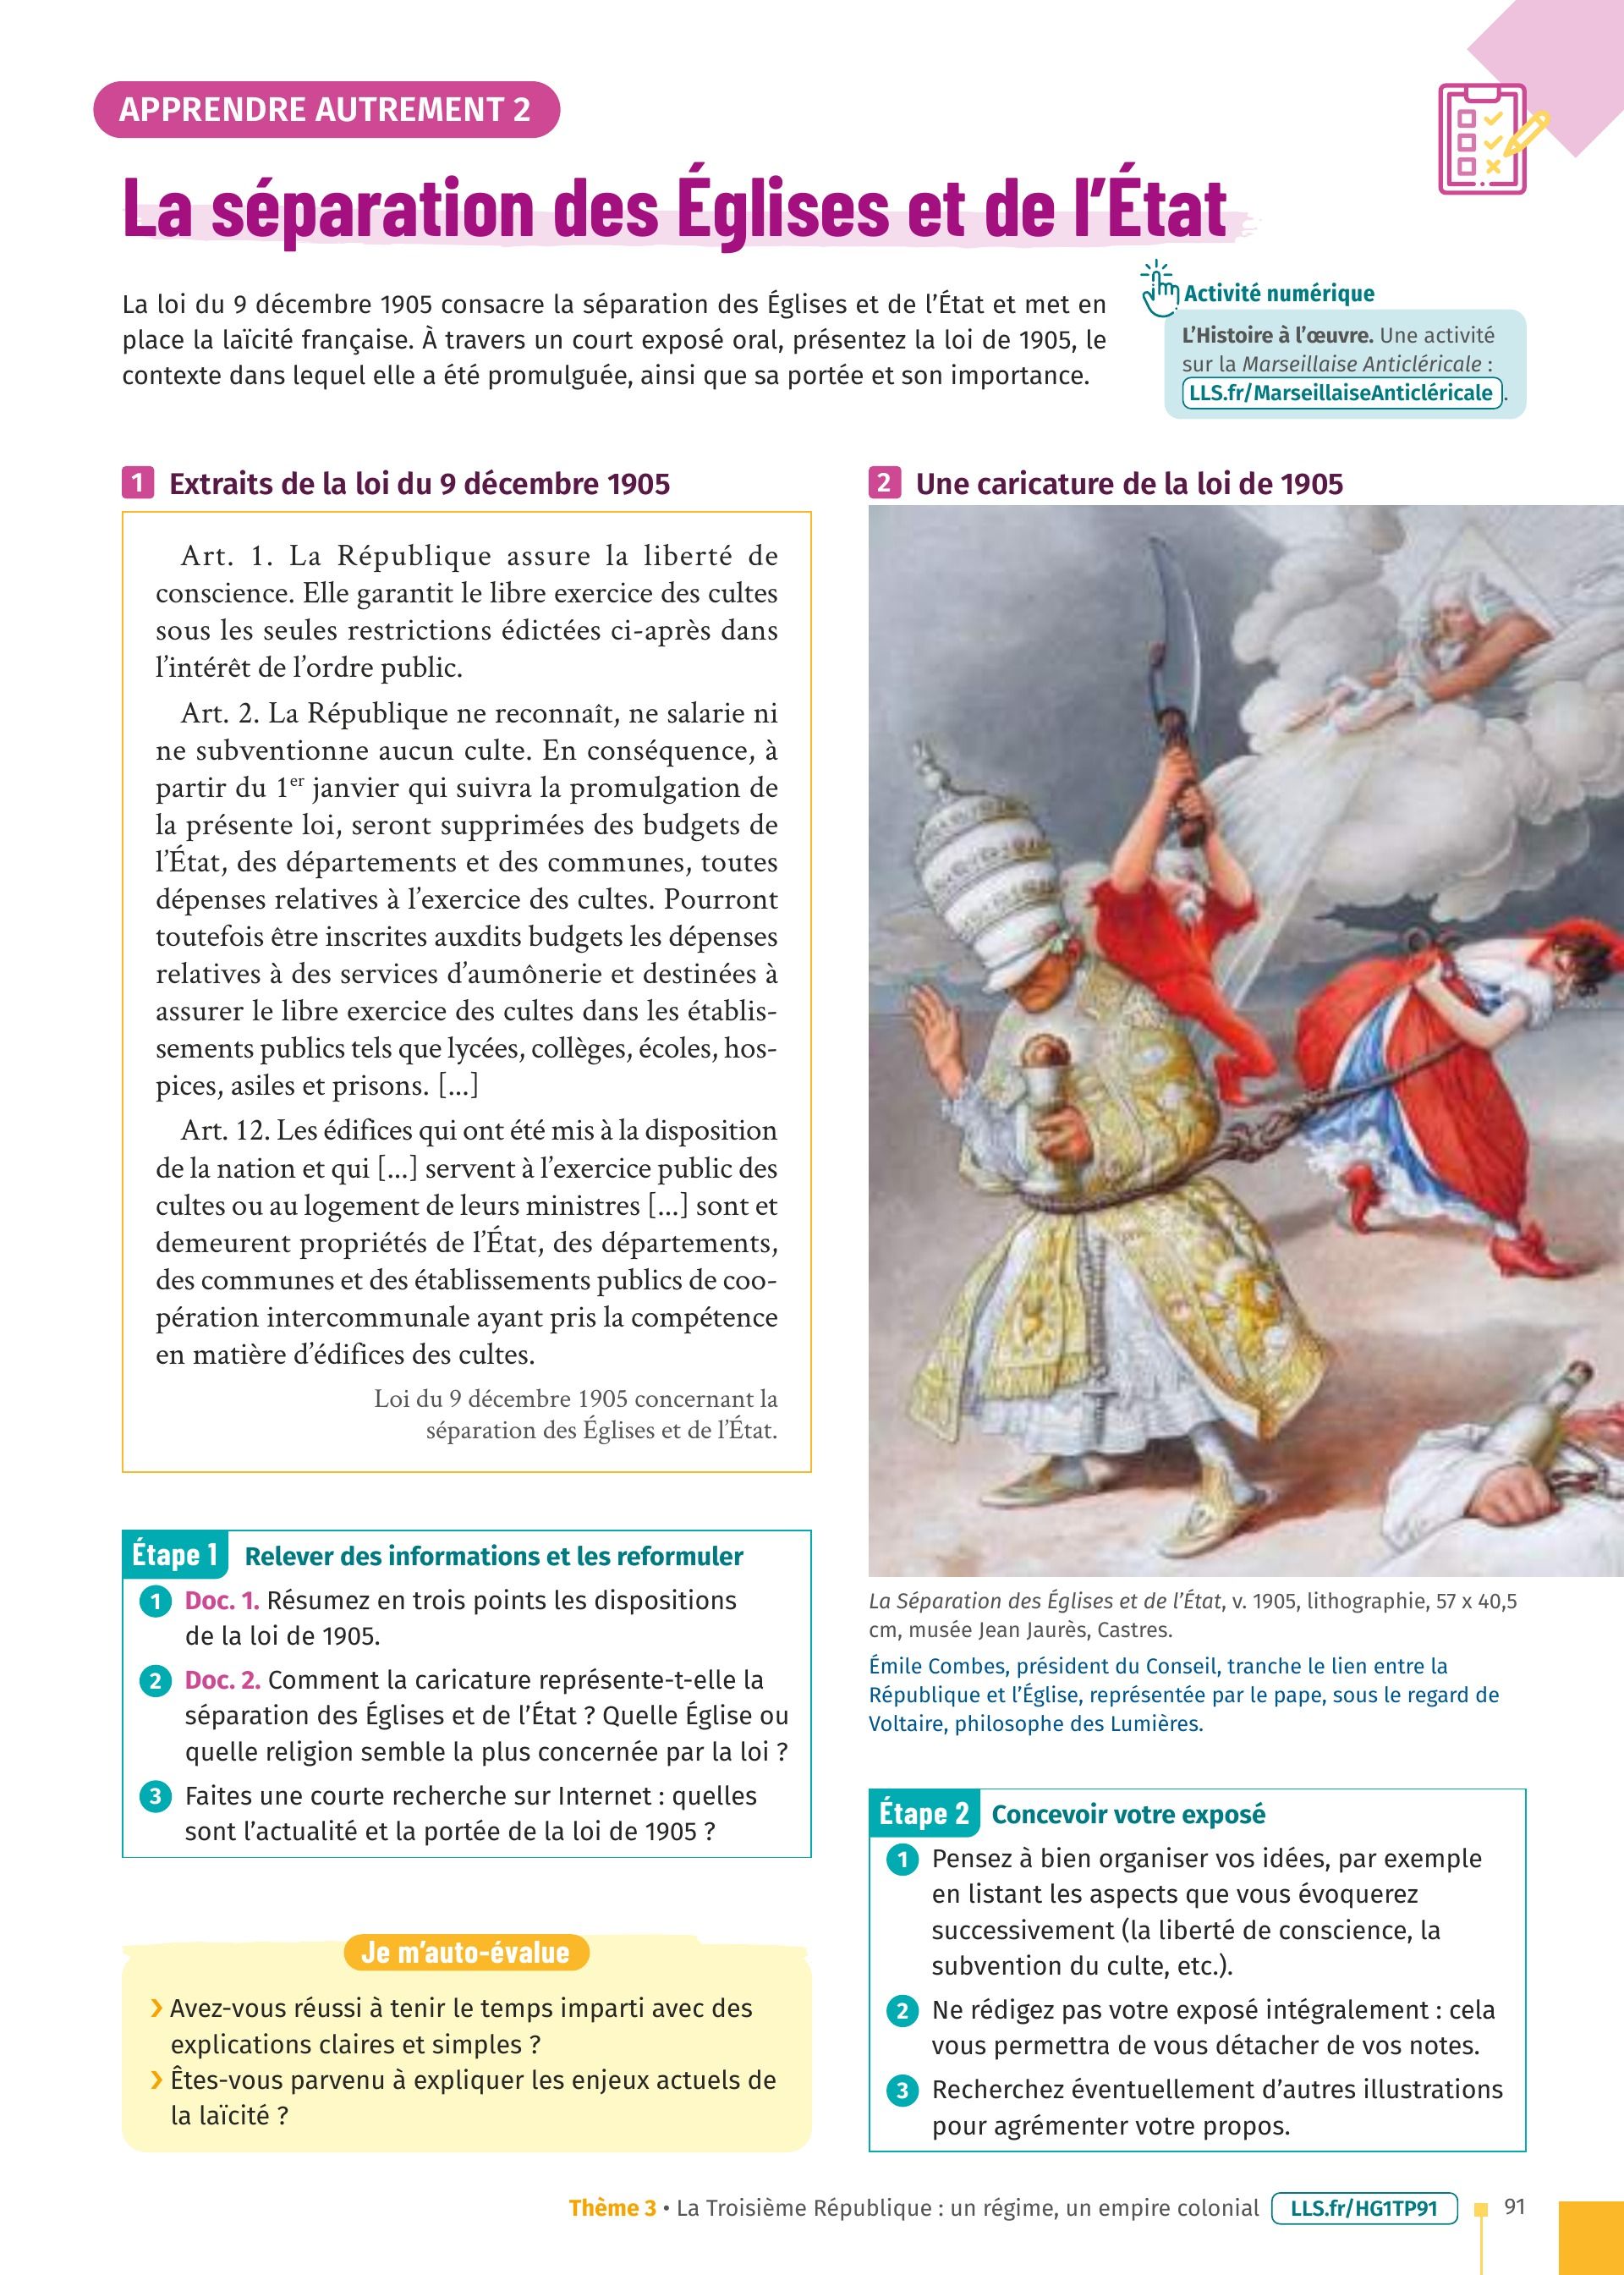 APPRENDRE AUTREMENT 2
La séparation des Églises et de l'État
La loi du 9 décembre 1905 consacre la séparation des Églises et de l'État et met en
place la laïcité française. À travers un court exposé oral, présentez la loi de 1905, le
contexte dans lequel elle a été promulguée, ainsi que sa portée et son importance.
Activité numérique
L'Histoire à l'œuvre. Une activité
sur la Marseillaise Anticléricale :
LLS.fr/MarseillaiseAnticléricale.
1 Extraits de la loi du 9 décembre 1905
Art. 1. La République assure la liberté de
conscience. Elle garantit le libre exercice des cultes
sous les seules restrictions édictées ci-après dans
l'intérêt de l'ordre public.
Art. 2. La République ne reconnaît, ne salarie ni
ne subventionne aucun culte. En conséquence, à
partir du 1er janvier qui suivra la promulgation de
la présente loi, seront supprimées des budgets de
l'État, des départements et des communes, toutes
dépenses relatives à l'exercice des cultes. Pourront
toutefois être inscrites auxdits budgets les dépenses
relatives à des services d'aumônerie et destinées à
assurer le libre exercice des cultes dans les établis-
sements publics tels que lycées, collèges, écoles, hos-
pices, asiles et prisons. [...]
Art. 12. Les édifices qui ont été mis à la disposition
de la nation et qui [...] servent à l'exercice public des
cultes ou au logement de leurs ministres [...] sont et
demeurent propriétés de l'État, des départements,
des communes et des établissements publics de coo-
pération intercommunale ayant pris la compétence
en matière d'édifices des cultes.
Loi du 9 décembre 1905 concernant la
séparation des Églises et de l'État.
Étape 1 Relever des informations et les reformuler
1 Doc. 1. Résumez en trois points les dispositions
de la loi de 1905.
2 Doc. 2. Comment la caricature représente-t-elle la
séparation des Églises et de l'État ? Quelle Église ou
quelle religion semble la plus concernée par la loi ?
3 Faites une courte recherche sur Internet : quelles
sont l'actualité et la portée de la loi de 1905 ?
Je m'auto-évalue
› Avez-vous réussi à tenir le temps imparti avec des
explications claires et simples ?
› Êtes-vous parvenu à expliquer les enjeux actuels de
la laïcité ?
2 Une caricature de la loi de 1905
La Séparation des Églises et de l'État, v. 1905, lithographie, 57 x 40,5
cm, musée Jean Jaurès, Castres.
Émile Combes, président du Conseil, tranche le lien entre la
République et l'Église, représentée par le pape, sous le regard de
Voltaire, philosophe des Lumières.
Étape 2 Concevoir votre exposé
1 Pensez à bien organiser vos idées, par exemple
en listant les aspects que vous évoquerez
successivement (la liberté de conscience, la
subvention du culte, etc.).
2 Ne rédigez pas votre exposé intégralement : cela
vous permettra de vous détacher de vos notes.
3 Recherchez éventuellement d'autres illustrations
pour agrémenter votre propos.
Thème 3 • La Troisième République : un régime, un empire colonial LLS.fr/HG1TP91 91